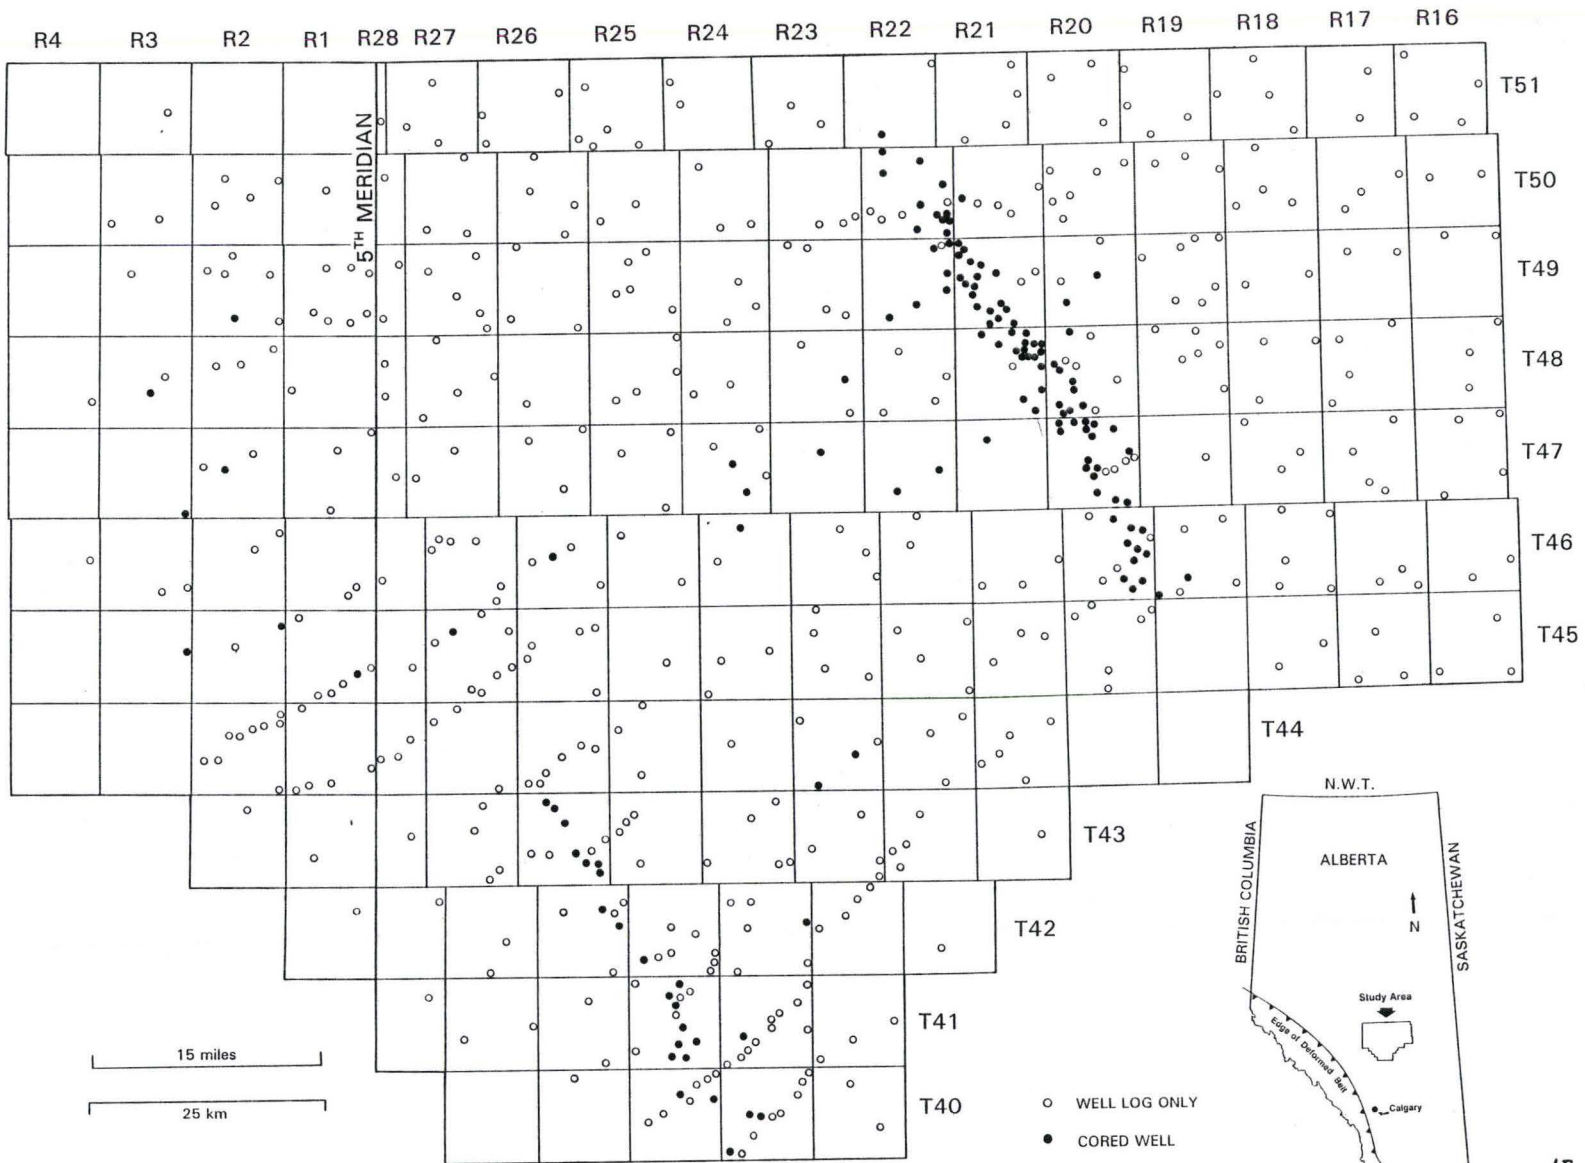 R4 R3 R2 R1 R28 R27 R26 R25 R24 R23 R22 R21 R20 R19 R18 R17 R16
5TH MERIDIAN
T51
T50
T49
T48
T47
T46
T45
T44
T43
T42
T41
T40
15 miles
25 km
WELL LOG ONLY
CORED WELL
N.W.T.
BRITISH COLUMBIA
ALBERTA
SASKATCHEWAN
N
Study Area
Edge of Deformed Belt
Calgary